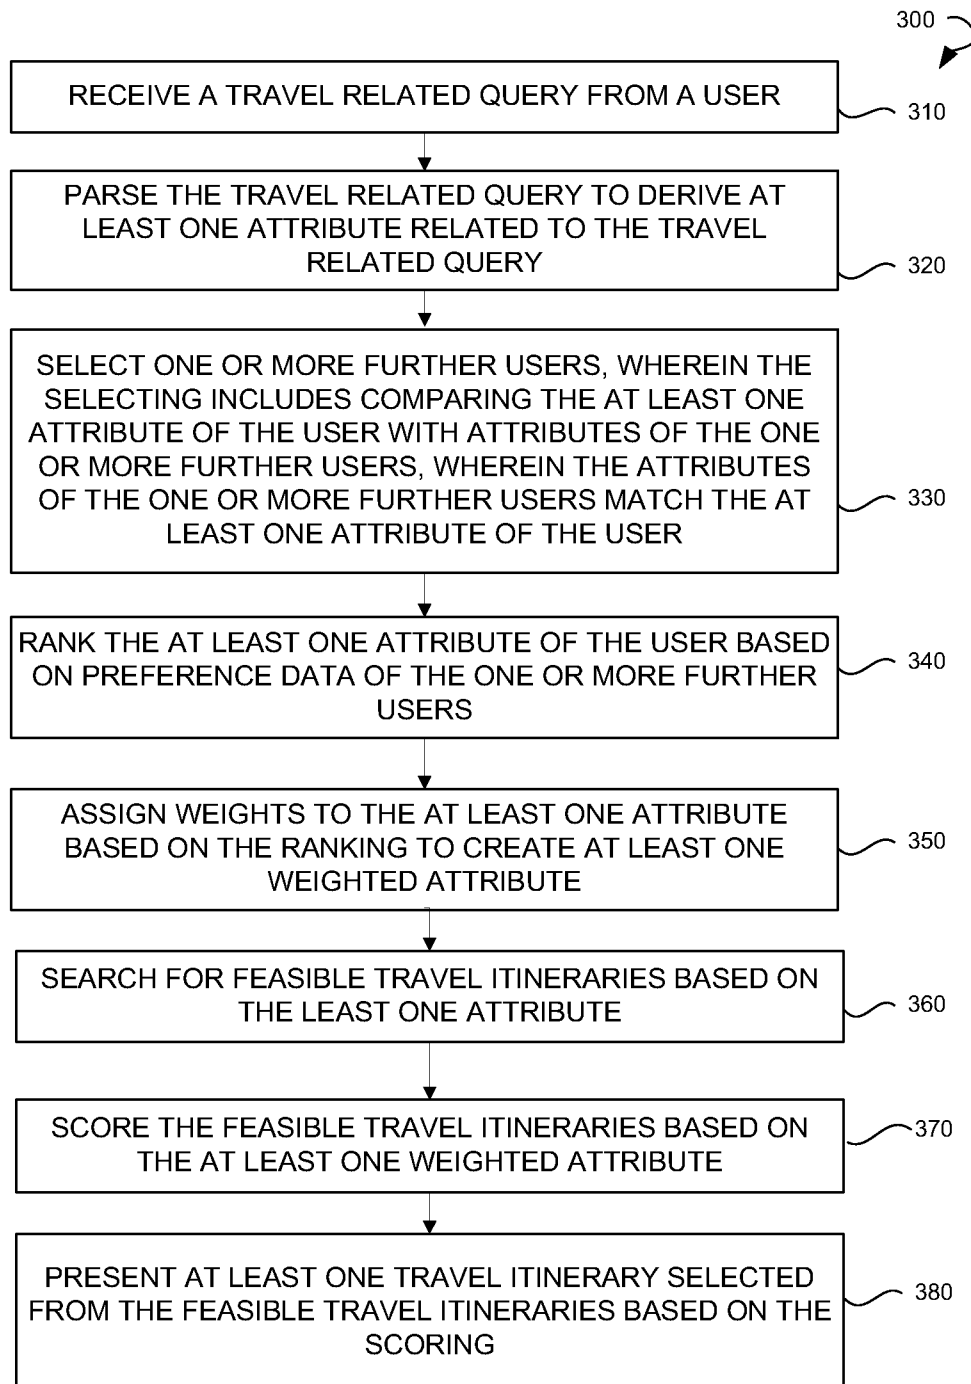 300
RECEIVE A TRAVEL RELATED QUERY FROM A USER
310
PARSE THE TRAVEL RELATED QUERY TO DERIVE AT
LEAST ONE ATTRIBUTE RELATED TO THE TRAVEL
RELATED QUERY
320
SELECT ONE OR MORE FURTHER USERS, WHEREIN THE
SELECTING INCLUDES COMPARING THE AT LEAST ONE
ATTRIBUTE OF THE USER WITH ATTRIBUTES OF THE ONE
OR MORE FURTHER USERS, WHEREIN THE ATTRIBUTES
OF THE ONE OR MORE FURTHER USERS MATCH THE AT
LEAST ONE ATTRIBUTE OF THE USER
330
RANK THE AT LEAST ONE ATTRIBUTE OF THE USER BASED
ON PREFERENCE DATA OF THE ONE OR MORE FURTHER
USERS
340
ASSIGN WEIGHTS TO THE AT LEAST ONE ATTRIBUTE
BASED ON THE RANKING TO CREATE AT LEAST ONE
WEIGHTED ATTRIBUTE
350
SEARCH FOR FEASIBLE TRAVEL ITINERARIES BASED ON
THE LEAST ONE ATTRIBUTE
360
SCORE THE FEASIBLE TRAVEL ITINERARIES BASED ON
THE AT LEAST ONE WEIGHTED ATTRIBUTE
370
PRESENT AT LEAST ONE TRAVEL ITINERARY SELECTED
FROM THE FEASIBLE TRAVEL ITINERARIES BASED ON THE
SCORING
380